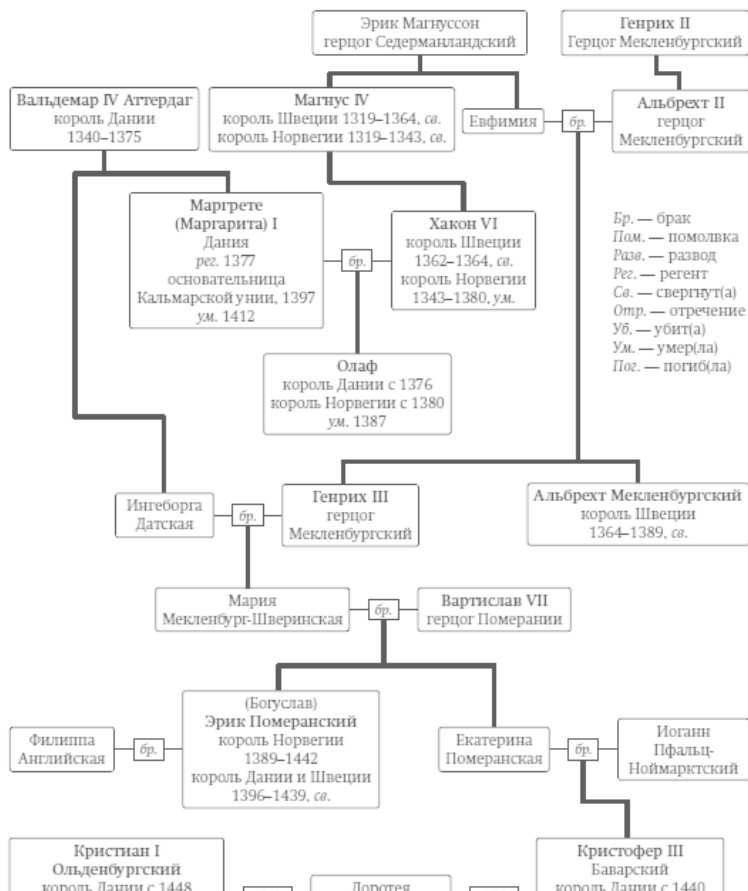 Эрик Магнуссон
герцог Седерманландский
Генрих II
Герцог Мекленбургский
Вальдемар IV Аттердаг
король Дании
1340–1375
Магнус IV
король Швеции 1319–1364, св.
король Норвегии 1319–1343, св.
Евфимия
бр.
Альбрехт II
герцог
Мекленбургский
Маргрете
(Маргарита) I
Дания
рег. 1377
основательница
Кальмарской унии, 1397
ум. 1412
бр.
Хакон VI
король Швеции
1362–1364, св.
король Норвегии
1343–1380, ум.
Бр. — брак
Пом. — помолвка
Разв. — развод
Рег. — регент
Св. — свергнут(а)
Отр. — отречение
Уб. — убит(а)
Ум. — умер(ла)
Пог. — погиб(ла)
Олаф
король Дании с 1376
король Норвегии с 1380
ум. 1387
Ингеборга
Датская
бр.
Генрих III
герцог
Мекленбургский
Альбрехт Мекленбургский
король Швеции
1364–1389, св.
Мария
Мекленбург-Шверинская
бр.
Вартислав VII
герцог Померании
Филиппа
Английская
бр.
(Богуслав)
Эрик Померанский
король Норвегии
1389–1442
король Дании и Швеции
1396–1439, св.
Екатерина
Померанская
бр.
Иоганн
Пфальц-
Ноймарктский
Кристиан I
Ольденбургский
король Дании с 1448
Доротея
Кристофер III
Баварский
король Дании с 1440